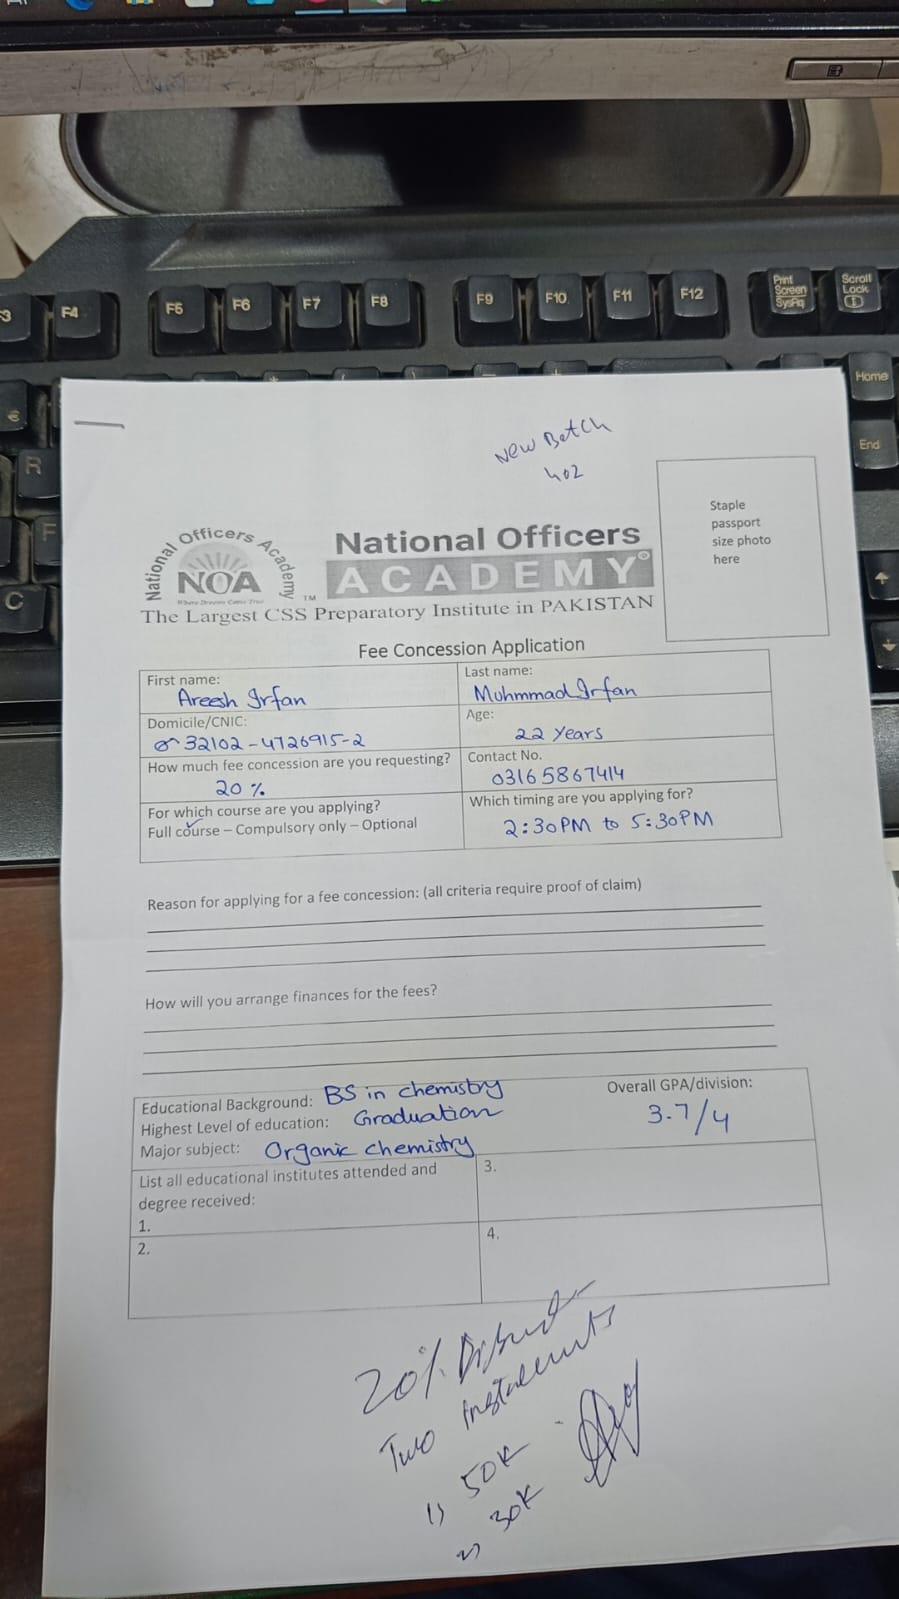 F3 F4 F5 F6 F7 F8 F9 F10 F11 F12 Print Screen SysRq Scroll Lock
Home
End
R
F
C
New Batch
402
Staple
passport
size photo
here
National Officers Academy
NOA
Where Dreams Come True
TM
National Officers
ACADEMY
The Largest CSS Preparatory Institute in PAKISTAN
Fee Concession Application
First name: Areesh Irfan
Last name: Muhmmad Irfan
Domicile/CNIC: 32102-4726915-2
Age: 22 Years
How much fee concession are you requesting? 20 %
Contact No. 03165867414
For which course are you applying?
Full course – Compulsory only – Optional
Which timing are you applying for?
2:30PM to 5:30PM
Reason for applying for a fee concession: (all criteria require proof of claim)
How will you arrange finances for the fees?
Educational Background: BS in chemistry
Highest Level of education: Graduation
Major subject: Organic chemistry
Overall GPA/division:
3.7/4
List all educational institutes attended and
degree received:
1.
2.
3.
4.
20%
Two Installments
1) 50K
2) 30K